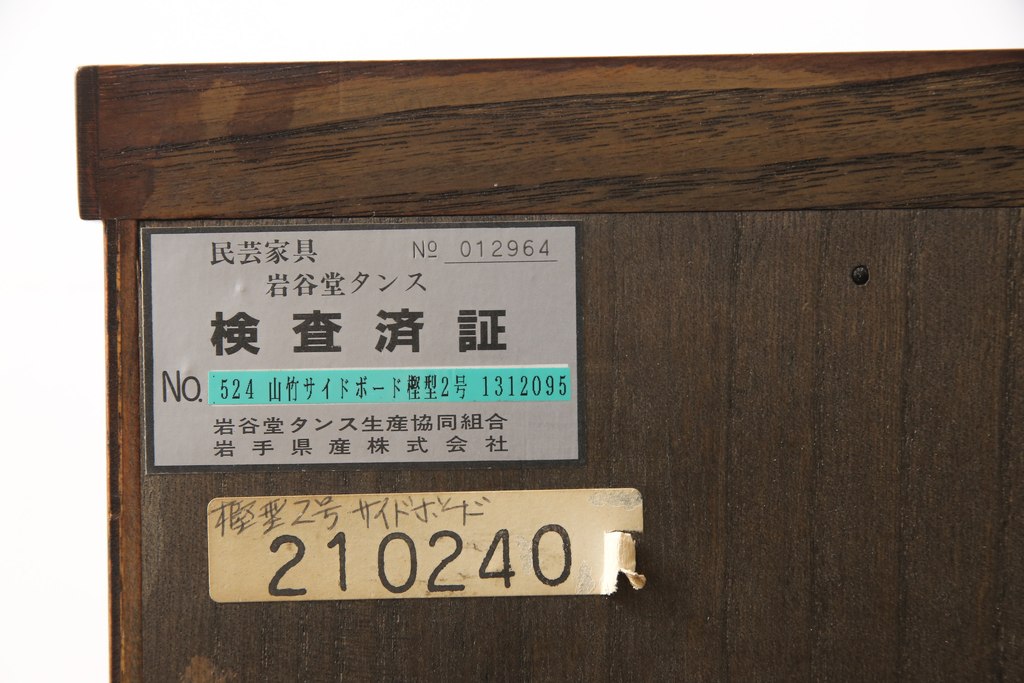 民芸家具 № 012964
岩谷堂タンス
検査済証
No. 524 山竹サイドボード樫型2号 1312095
岩谷堂タンス生産協同組合
岩手県産株式会社
樫型2号 サイドボード
210240